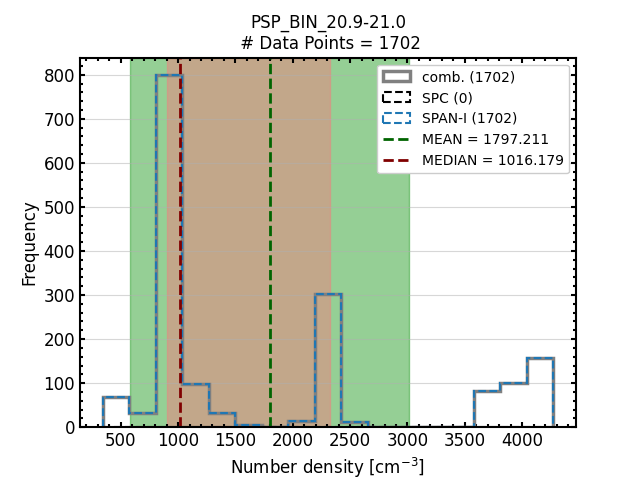 PSP_BIN_20.9-21.0
# Data Points = 1702
comb. (1702)
SPC (0)
SPAN-I (1702)
MEAN = 1797.211
MEDIAN = 1016.179
Frequency
800
700
600
500
400
300
200
100
0
500 1000 1500 2000 2500 3000 3500 4000
Number density [cm⁻³]